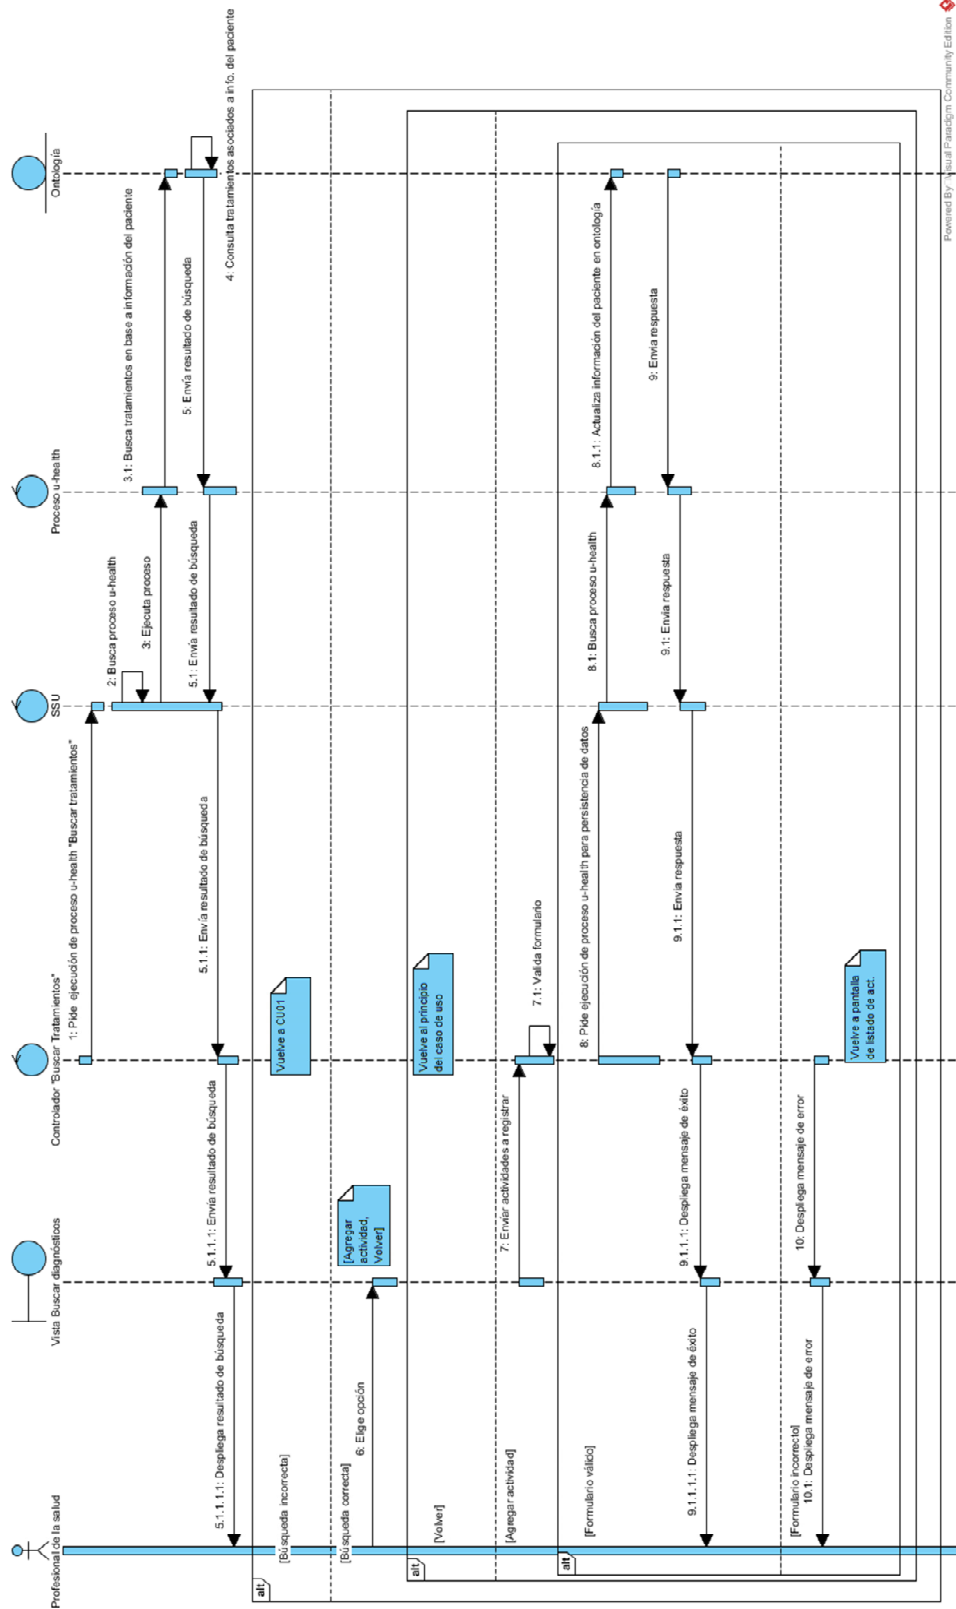 Profesional de la salud
Vista Buscar diagnósticos
Controlador "Buscar Tratamientos"
SSU
Proceso u-health
Ontología
1: Pide ejecución de proceso u-health "Buscar tratamientos"
2: Busca proceso u-health
3: Ejecuta proceso
3.1: Busca tratamientos en base a información del paciente
4: Consulta tratamientos asociados a info. del paciente
5: Envía resultado de búsqueda
5.1: Envía resultado de búsqueda
5.1.1: Envía resultado de búsqueda
5.1.1.1: Envía resultado de búsqueda
5.1.1.1.1: Despliega resultado de búsqueda
alt
[Búsqueda incorrecta]
Vuelve a CU01
[Búsqueda correcta]
[Agregar
actividad,
Volver]
6: Elige opción
alt
[Volver]
Vuelve al principio
del caso de uso
[Agregar actividad]
7: Enviar actividades a registrar
7.1: Valida formulario
alt
[Formulario válido]
8: Pide ejecución de proceso u-health para persistencia de datos
8.1: Busca proceso u-health
8.1.1: Actualiza información del paciente en ontología
9: Envia respuesta
9.1: Envia respuesta
9.1.1: Envia respuesta
9.1.1.1: Despliega mensaje de éxito
9.1.1.1.1: Despliega mensaje de éxito
[Formulario incorrecto]
10: Despliega mensaje de error
10.1: Despliega mensaje de error
Vuelve a pantalla
de listado de act.
Powered By Visual Paradigm Community Edition